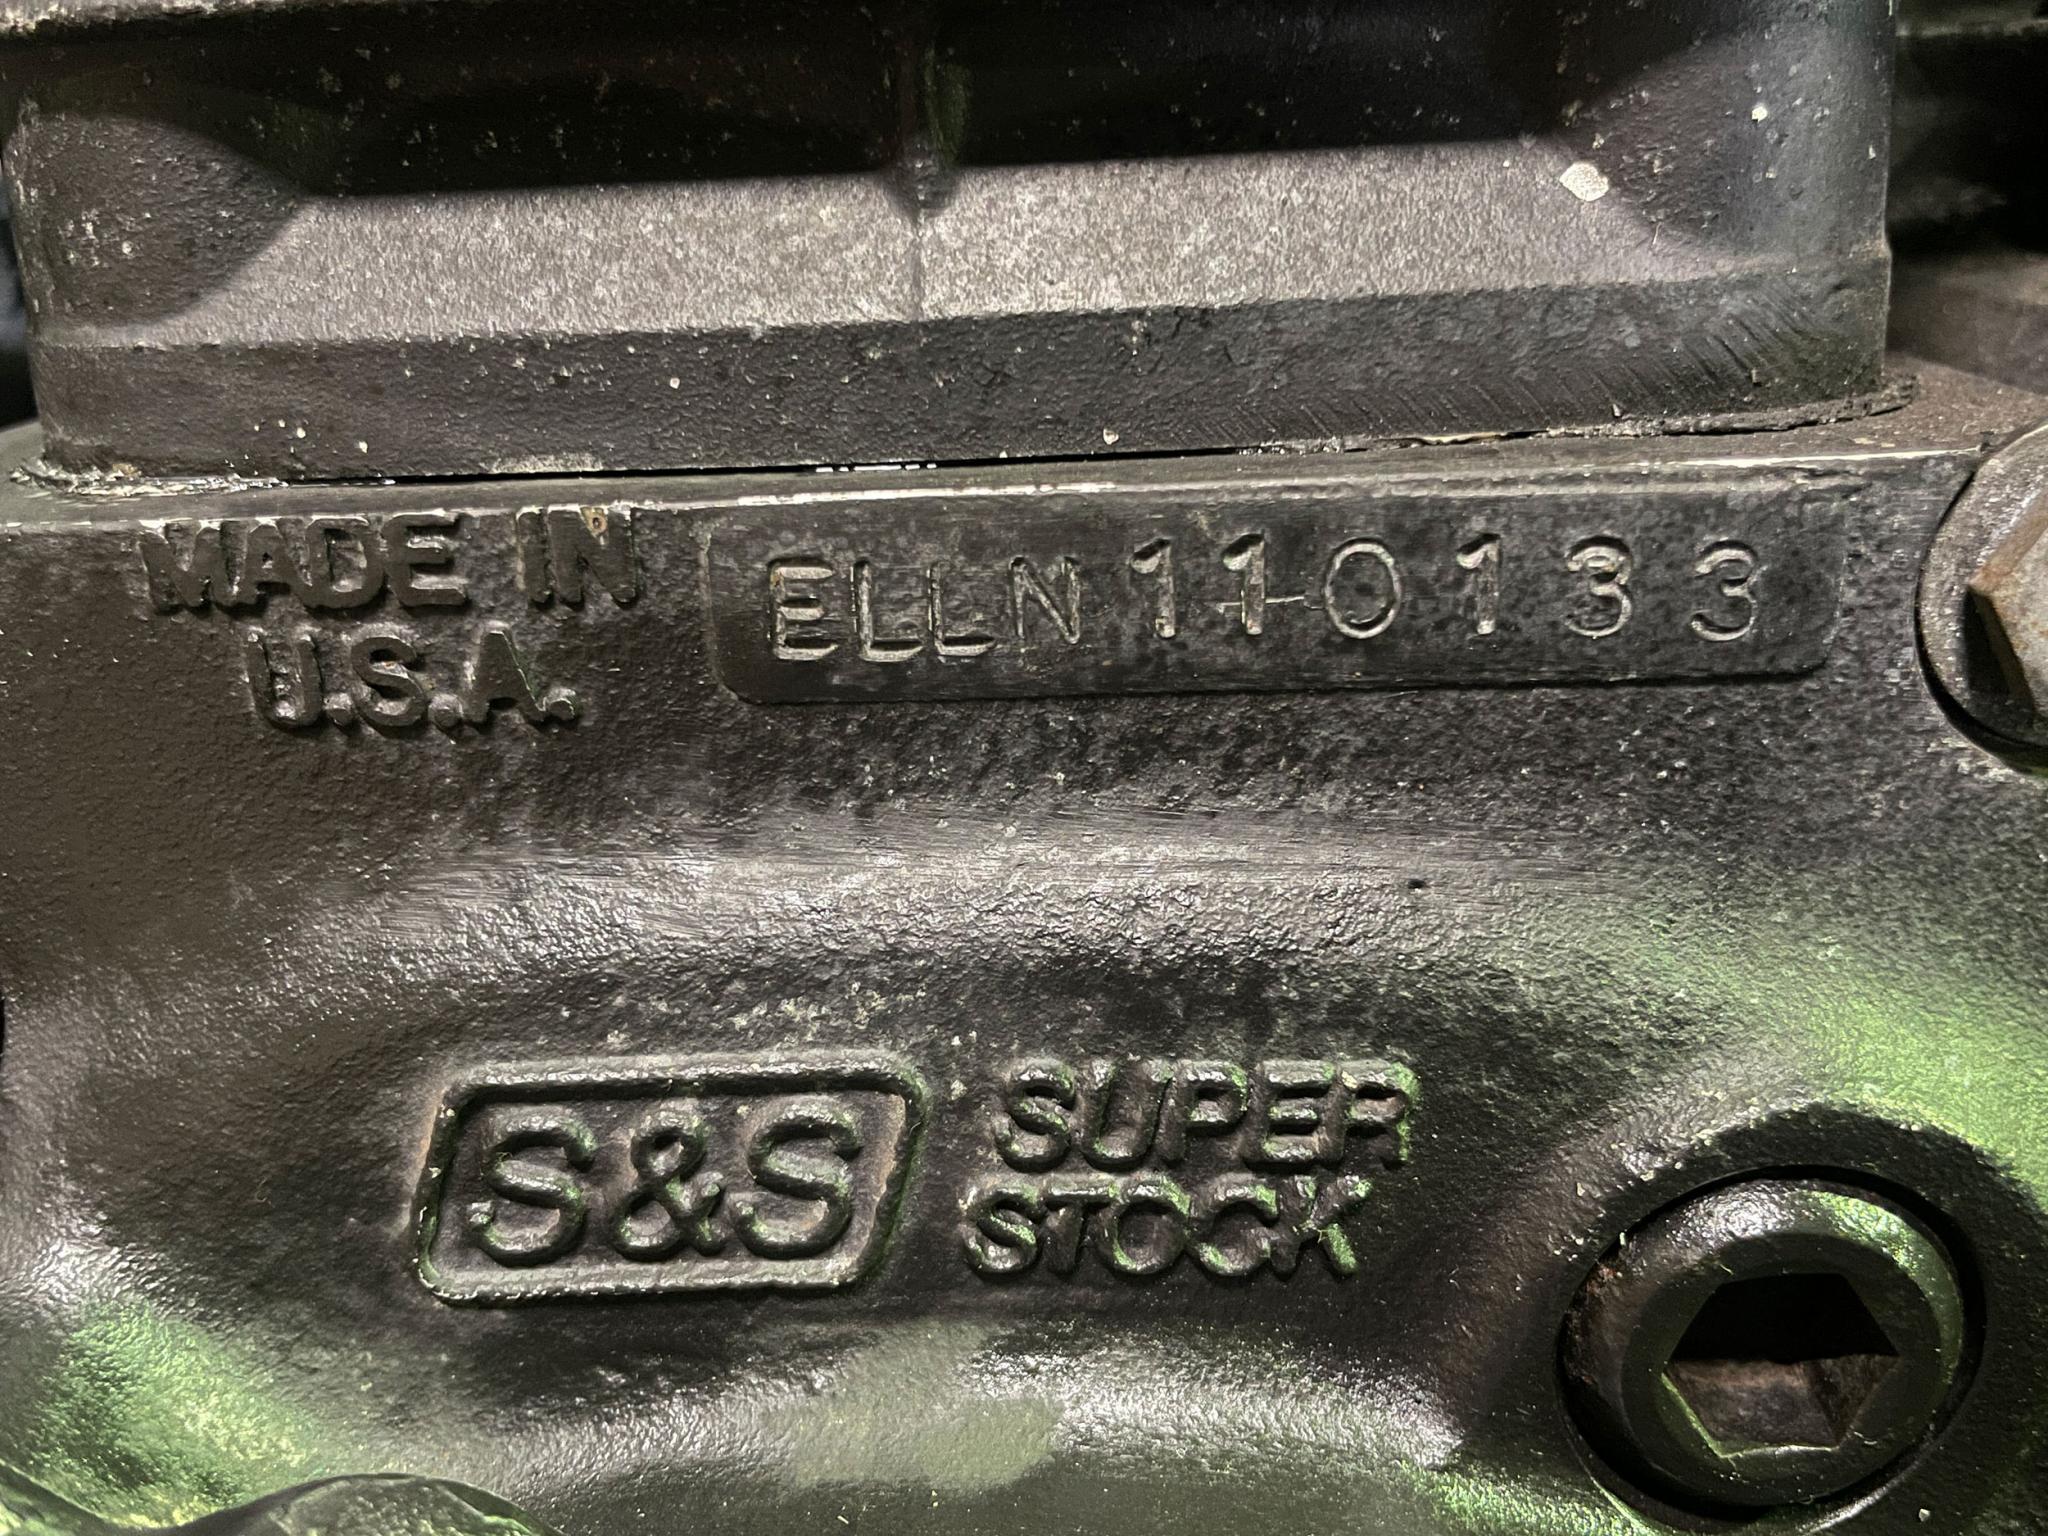 MADE IN
U.S.A.
ELLN110133
S&S
SUPER
STOCK